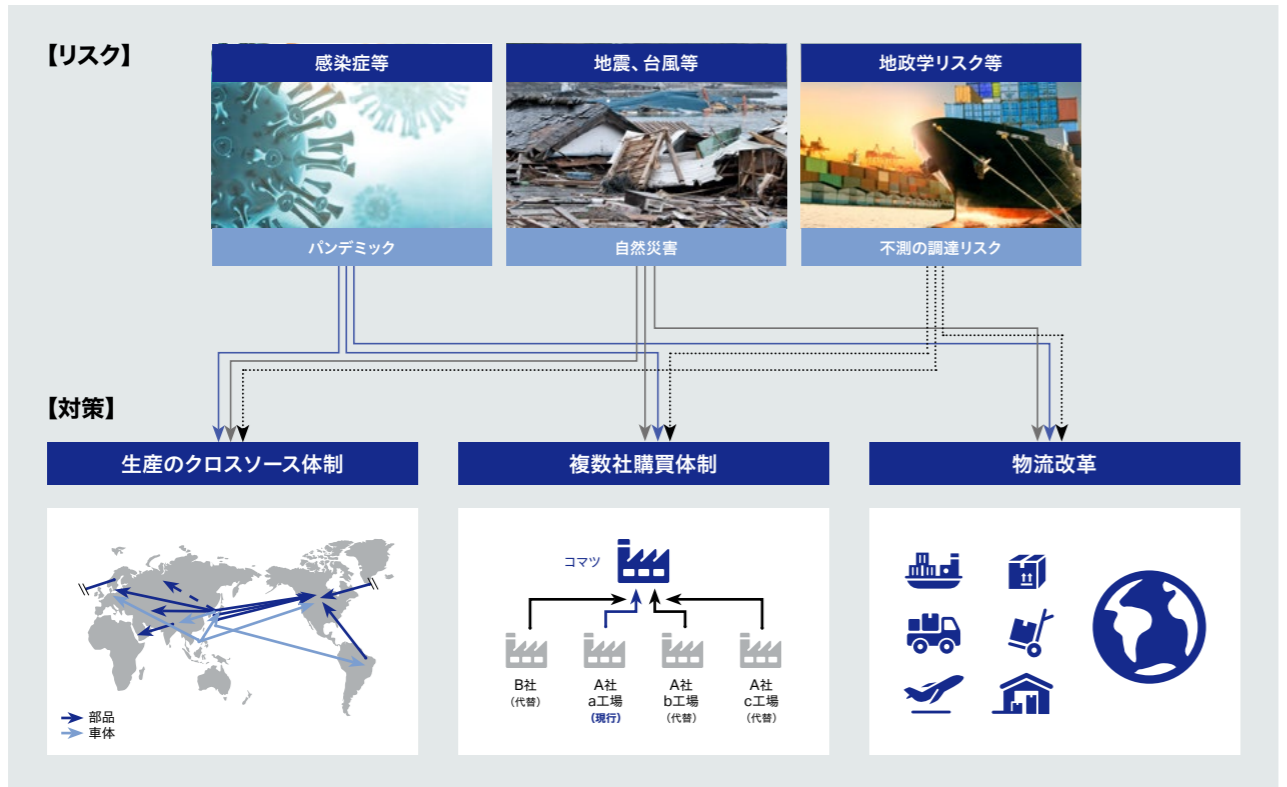 【リスク】
感染症等
地震、台風等
地政学リスク等
パンデミック
自然災害
不測の調達リスク
【対策】
生産のクロスソース体制
複数社購買体制
物流改革
部品
車体
コマツ
B社
(代替)
A社
a工場
(現行)
A社
b工場
(代替)
A社
c工場
(代替)